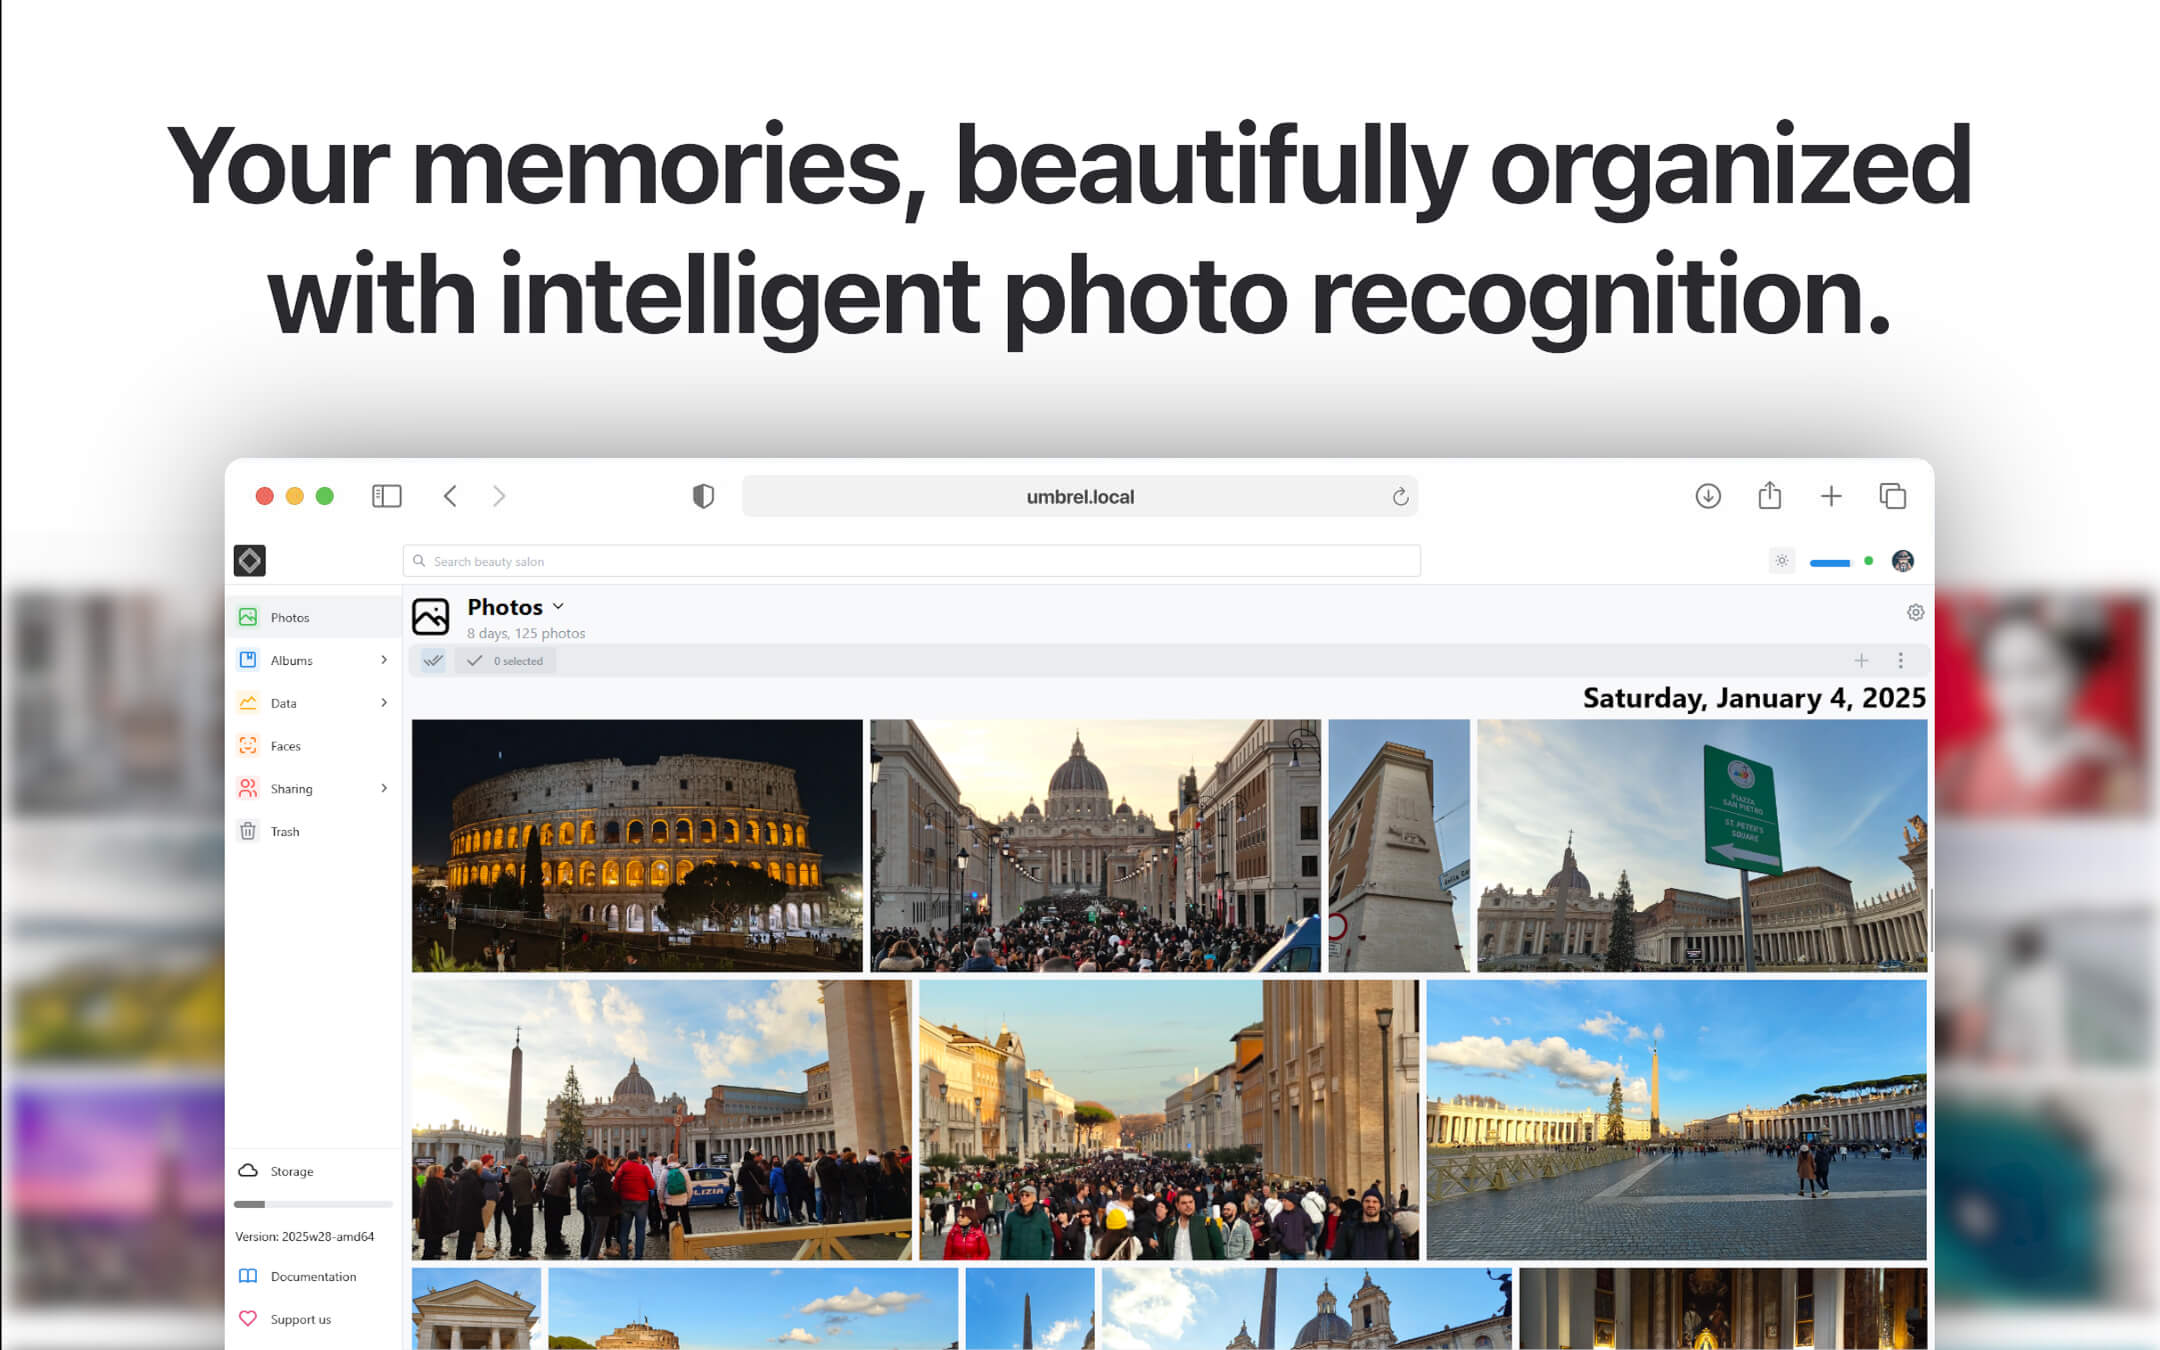 Your memories, beautifully organized
with intelligent photo recognition.
umbrel.local
Search beauty salon
Photos
Albums
Data
Faces
Sharing
Trash
Storage
Version: 2025w28-amd64
Documentation
Support us
Photos
8 days, 125 photos
0 selected
Saturday, January 4, 2025
PIAZZA
SAN PIETRO
ST. PETER'S
SQUARE